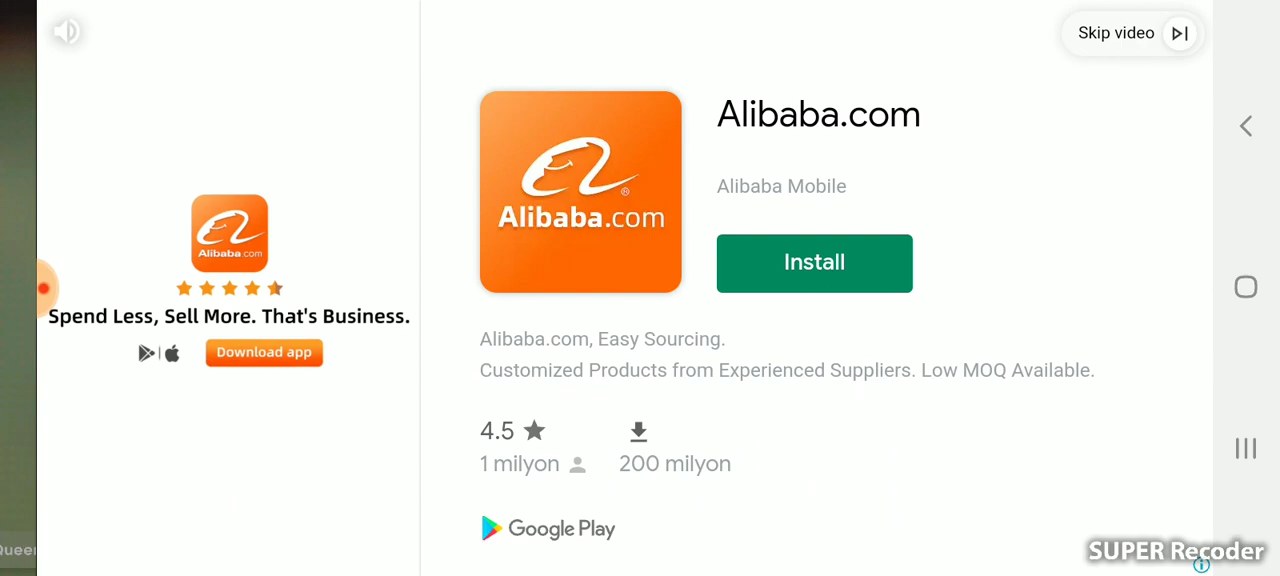 Skip video
Alibaba.com
Alibaba.com
Alibaba Mobile
Install
Alibaba.com
Spend Less, Sell More. That's Business.
Download app
Alibaba.com, Easy Sourcing.
Customized Products from Experienced Suppliers. Low MOQ Available.
4.5
1 milyon
200 milyon
Google Play
SUPER Recoder